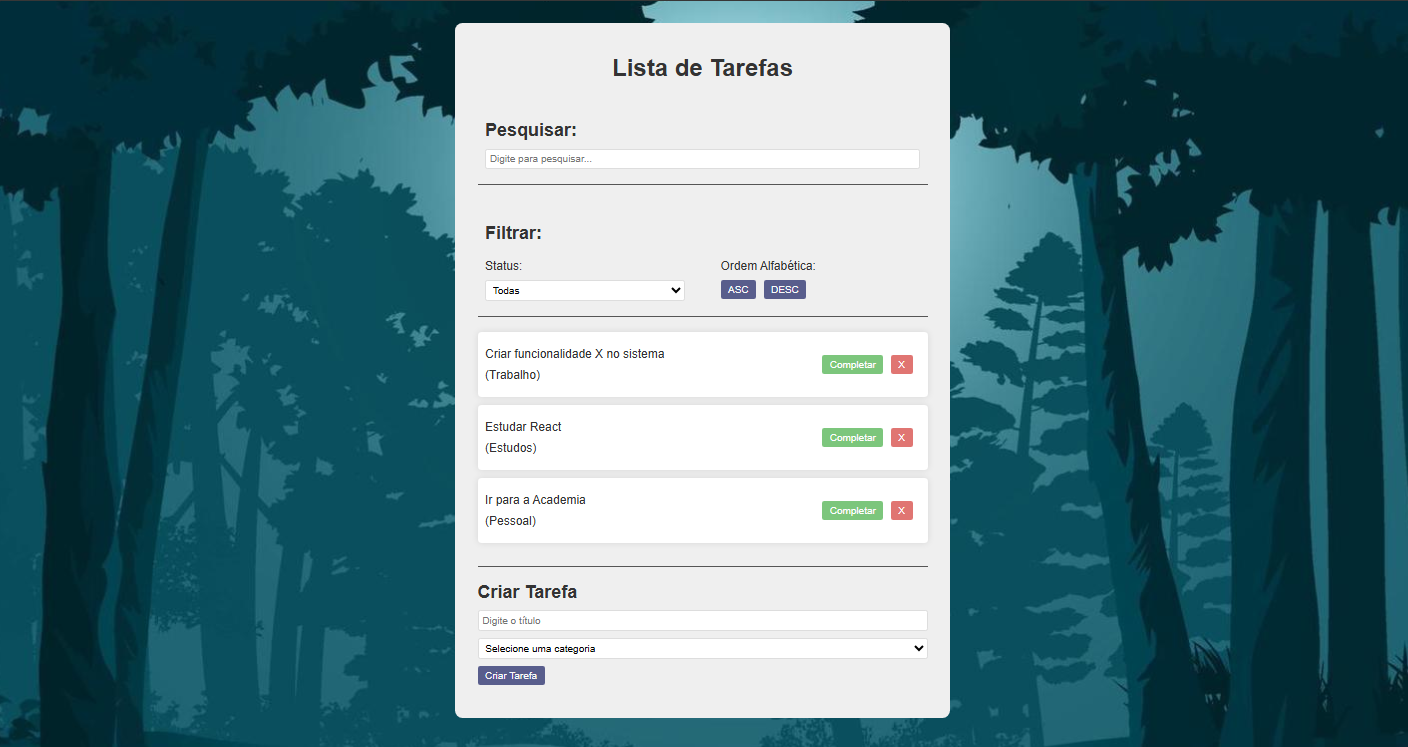 Lista de Tarefas
Pesquisar:
Digite para pesquisar...
Filtrar:
Status:
Ordem Alfabética:
Todas
ASC
DESC
Criar funcionalidade X no sistema
(Trabalho)
Completar
X
Estudar React
(Estudos)
Completar
X
Ir para a Academia
(Pessoal)
Completar
X
Criar Tarefa
Digite o título
Selecione uma categoria
Criar Tarefa